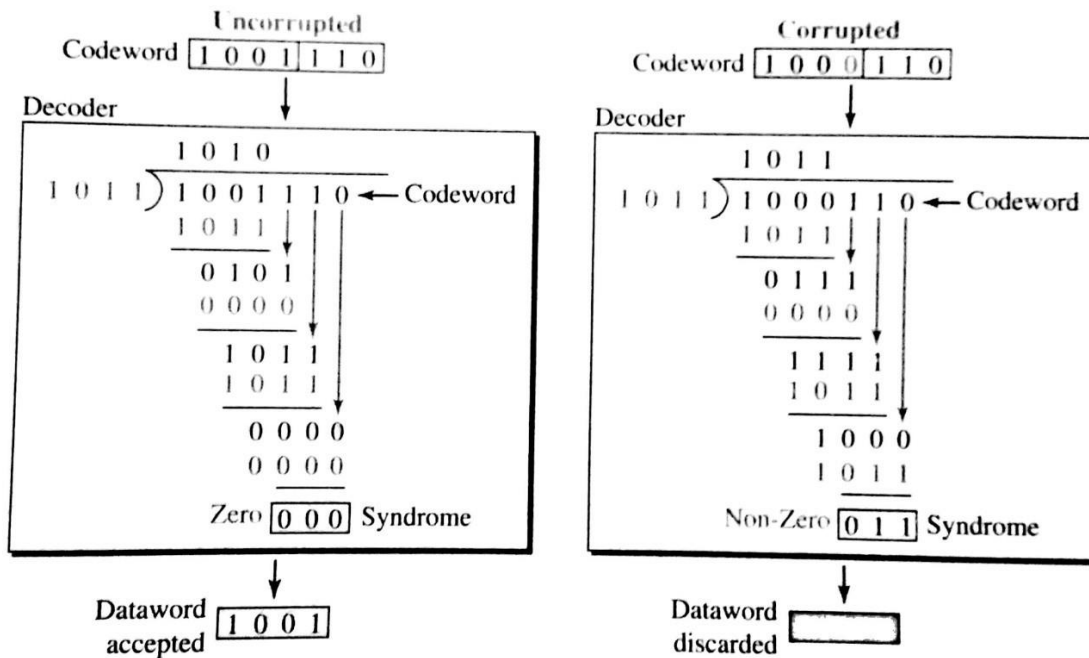 Uncorrupted
Codeword 1 0 0 1 1 1 0
Decoder
1 0 1 0
1 0 1 1 1 0 0 1 1 1 0 Codeword
1 0 1 1
0 1 0 1
0 0 0 0
1 0 1 1
1 0 1 1
0 0 0 0
0 0 0 0
Zero 0 0 0 Syndrome
Dataword
accepted 1 0 0 1
Corrupted
Codeword 1 0 0 0 1 1 0
Decoder
1 0 1 1
1 0 1 1 1 0 0 0 1 1 0 Codeword
1 0 1 1
0 1 1 1
0 0 0 0
1 1 1 1
1 0 1 1
1 0 0 0
1 0 1 1
Non-Zero 0 1 1 Syndrome
Dataword
discarded